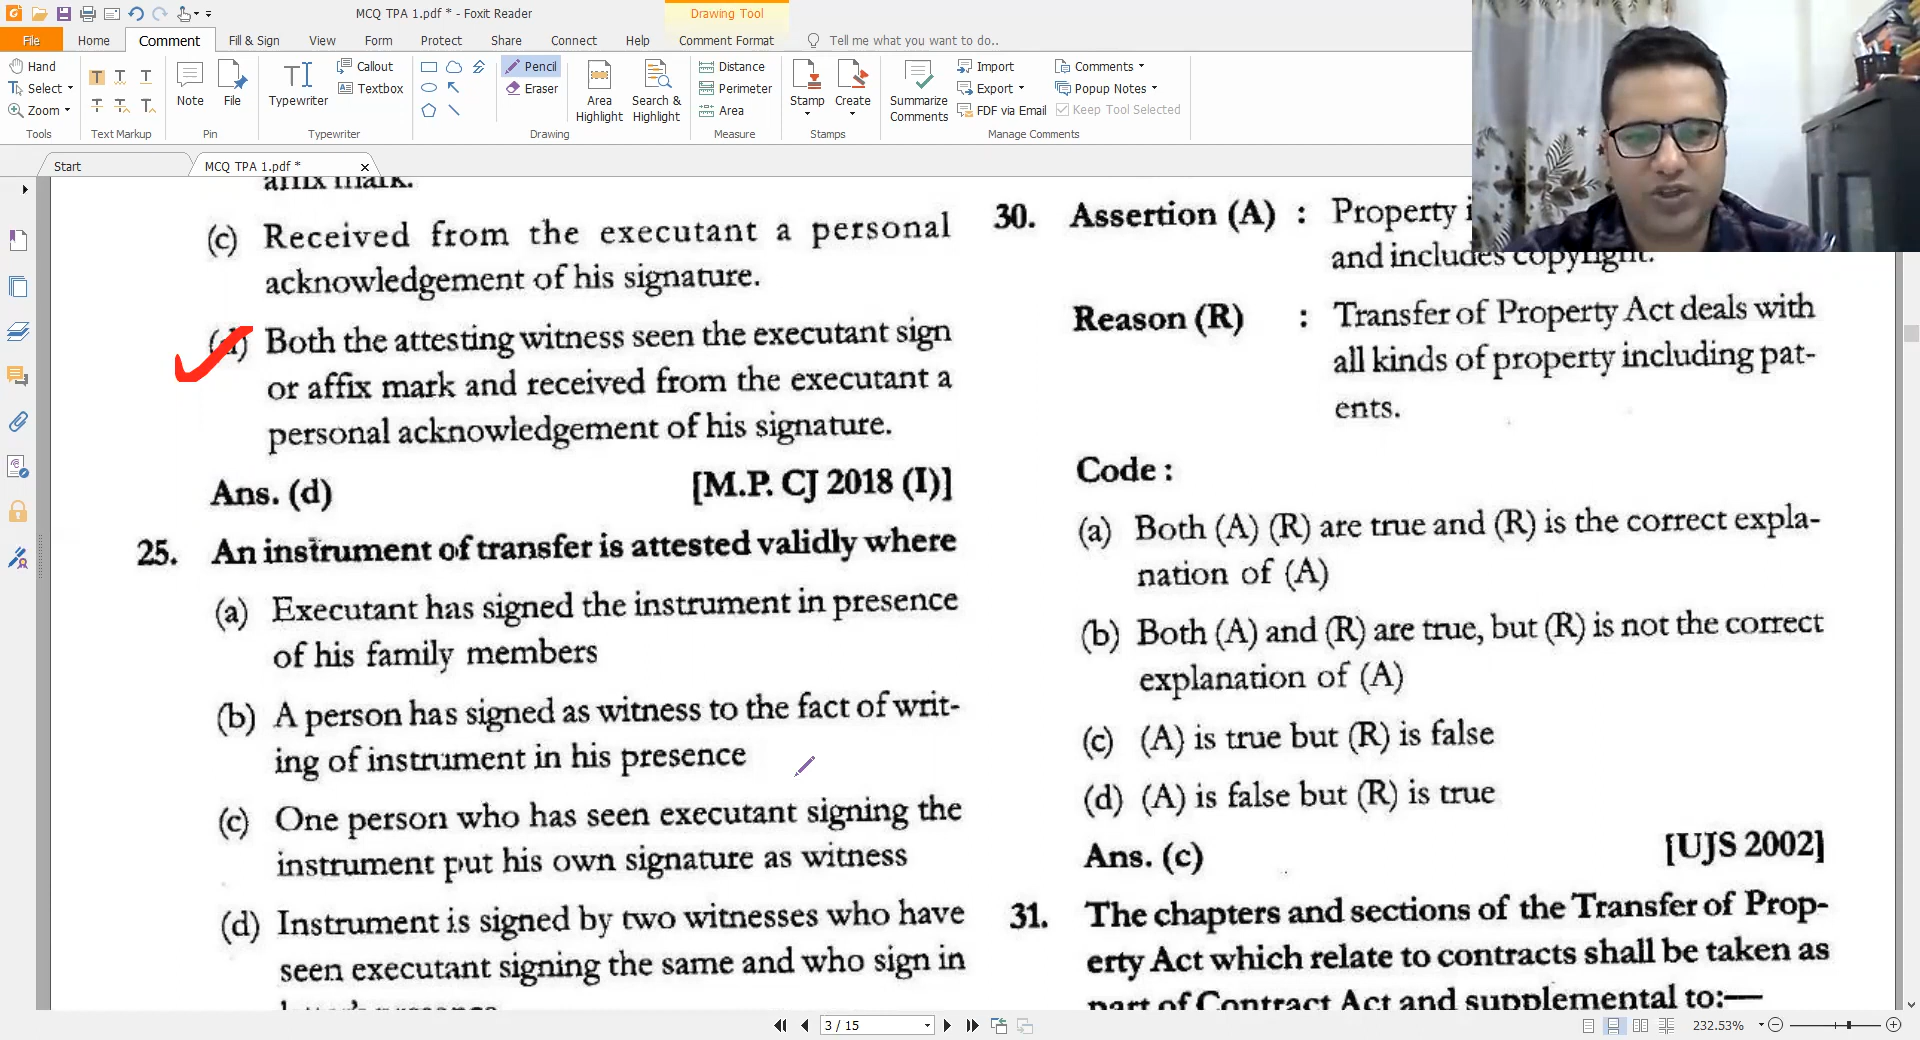 MCQ TPA 1.pdf * - Foxit Reader
Drawing Tool
File
Home
Comment
Fill & Sign
View
Form
Protect
Share
Connect
Help
Comment Format
Tell me what you want to do..
Hand
Select
Zoom
Tools
Text Markup
Note
File
Pin
Typewriter
Callout
Textbox
Typewriter
Pencil
Eraser
Area
Highlight
Search &
Highlight
Drawing
Distance
Perimeter
Area
Measure
Stamp
Create
Stamps
Summarize
Comments
Import
Export
FDF via Email
Comments
Popup Notes
Keep Tool Selected
Manage Comments
Start
MCQ TPA 1.pdf *
affix mark.
(c) Received from the executant a personal
acknowledgement of his signature.
(d) Both the attesting witness seen the executant sign
or affix mark and received from the executant a
personal acknowledgement of his signature.
Ans. (d) [M.P. CJ 2018 (I)]
25. An instrument of transfer is attested validly where
(a) Executant has signed the instrument in presence
of his family members
(b) A person has signed as witness to the fact of writ-
ing of instrument in his presence
(c) One person who has seen executant signing the
instrument put his own signature as witness
(d) Instrument is signed by two witnesses who have
seen executant signing the same and who sign in
30. Assertion (A) : Property
and includes copyright.
Reason (R) : Transfer of Property Act deals with
all kinds of property including pat-
ents.
Code :
(a) Both (A) (R) are true and (R) is the correct expla-
nation of (A)
(b) Both (A) and (R) are true, but (R) is not the correct
explanation of (A)
(c) (A) is true but (R) is false
(d) (A) is false but (R) is true
Ans. (c) [UJS 2002]
31. The chapters and sections of the Transfer of Prop-
erty Act which relate to contracts shall be taken as
part of Contract Act and supplemental to:—
3 / 15
232.53%